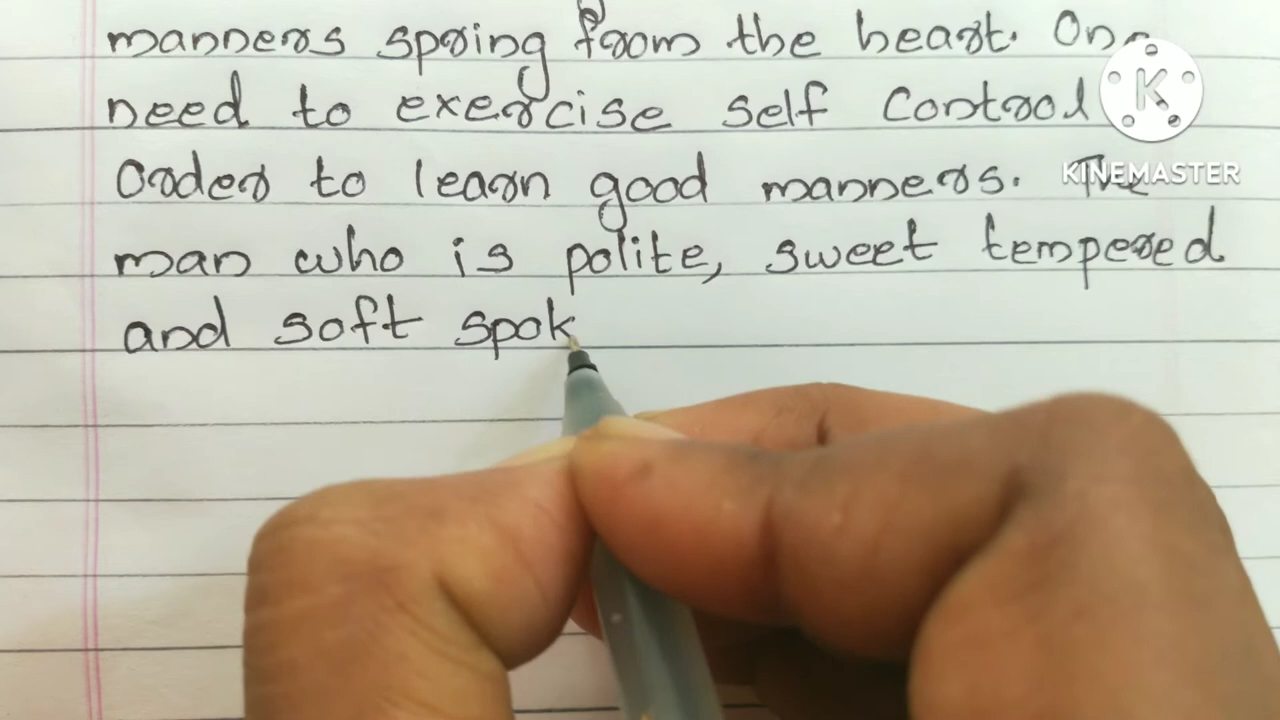 manners spring from the heart. One
need to exercise self control
order to learn good manners. The
man who is polite, sweet tempered
and soft spok
K
KINEMASTER